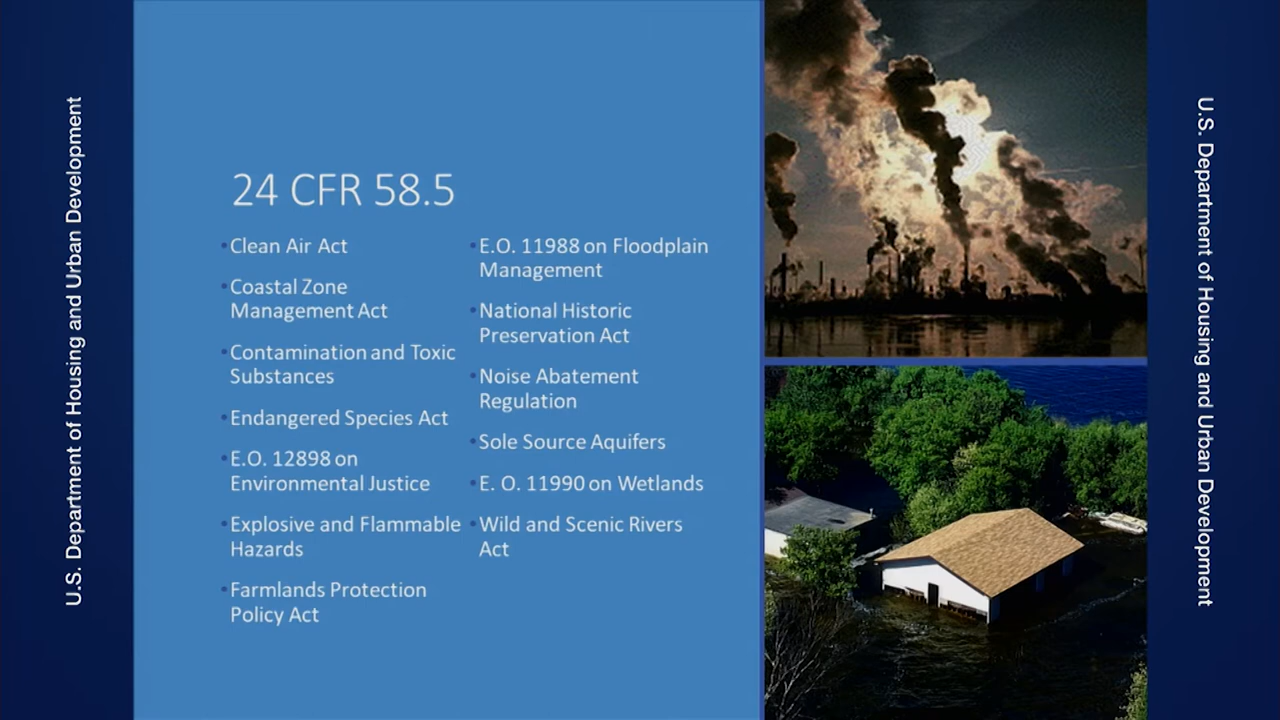 U.S. Department of Housing and Urban Development
24 CFR 58.5
•Clean Air Act
•Coastal Zone
Management Act
•Contamination and Toxic
Substances
•Endangered Species Act
•E.O. 12898 on
Environmental Justice
•Explosive and Flammable
Hazards
•Farmlands Protection
Policy Act
•E.O. 11988 on Floodplain
Management
•National Historic
Preservation Act
•Noise Abatement
Regulation
•Sole Source Aquifers
•E. O. 11990 on Wetlands
•Wild and Scenic Rivers
Act
U.S. Department of Housing and Urban Development